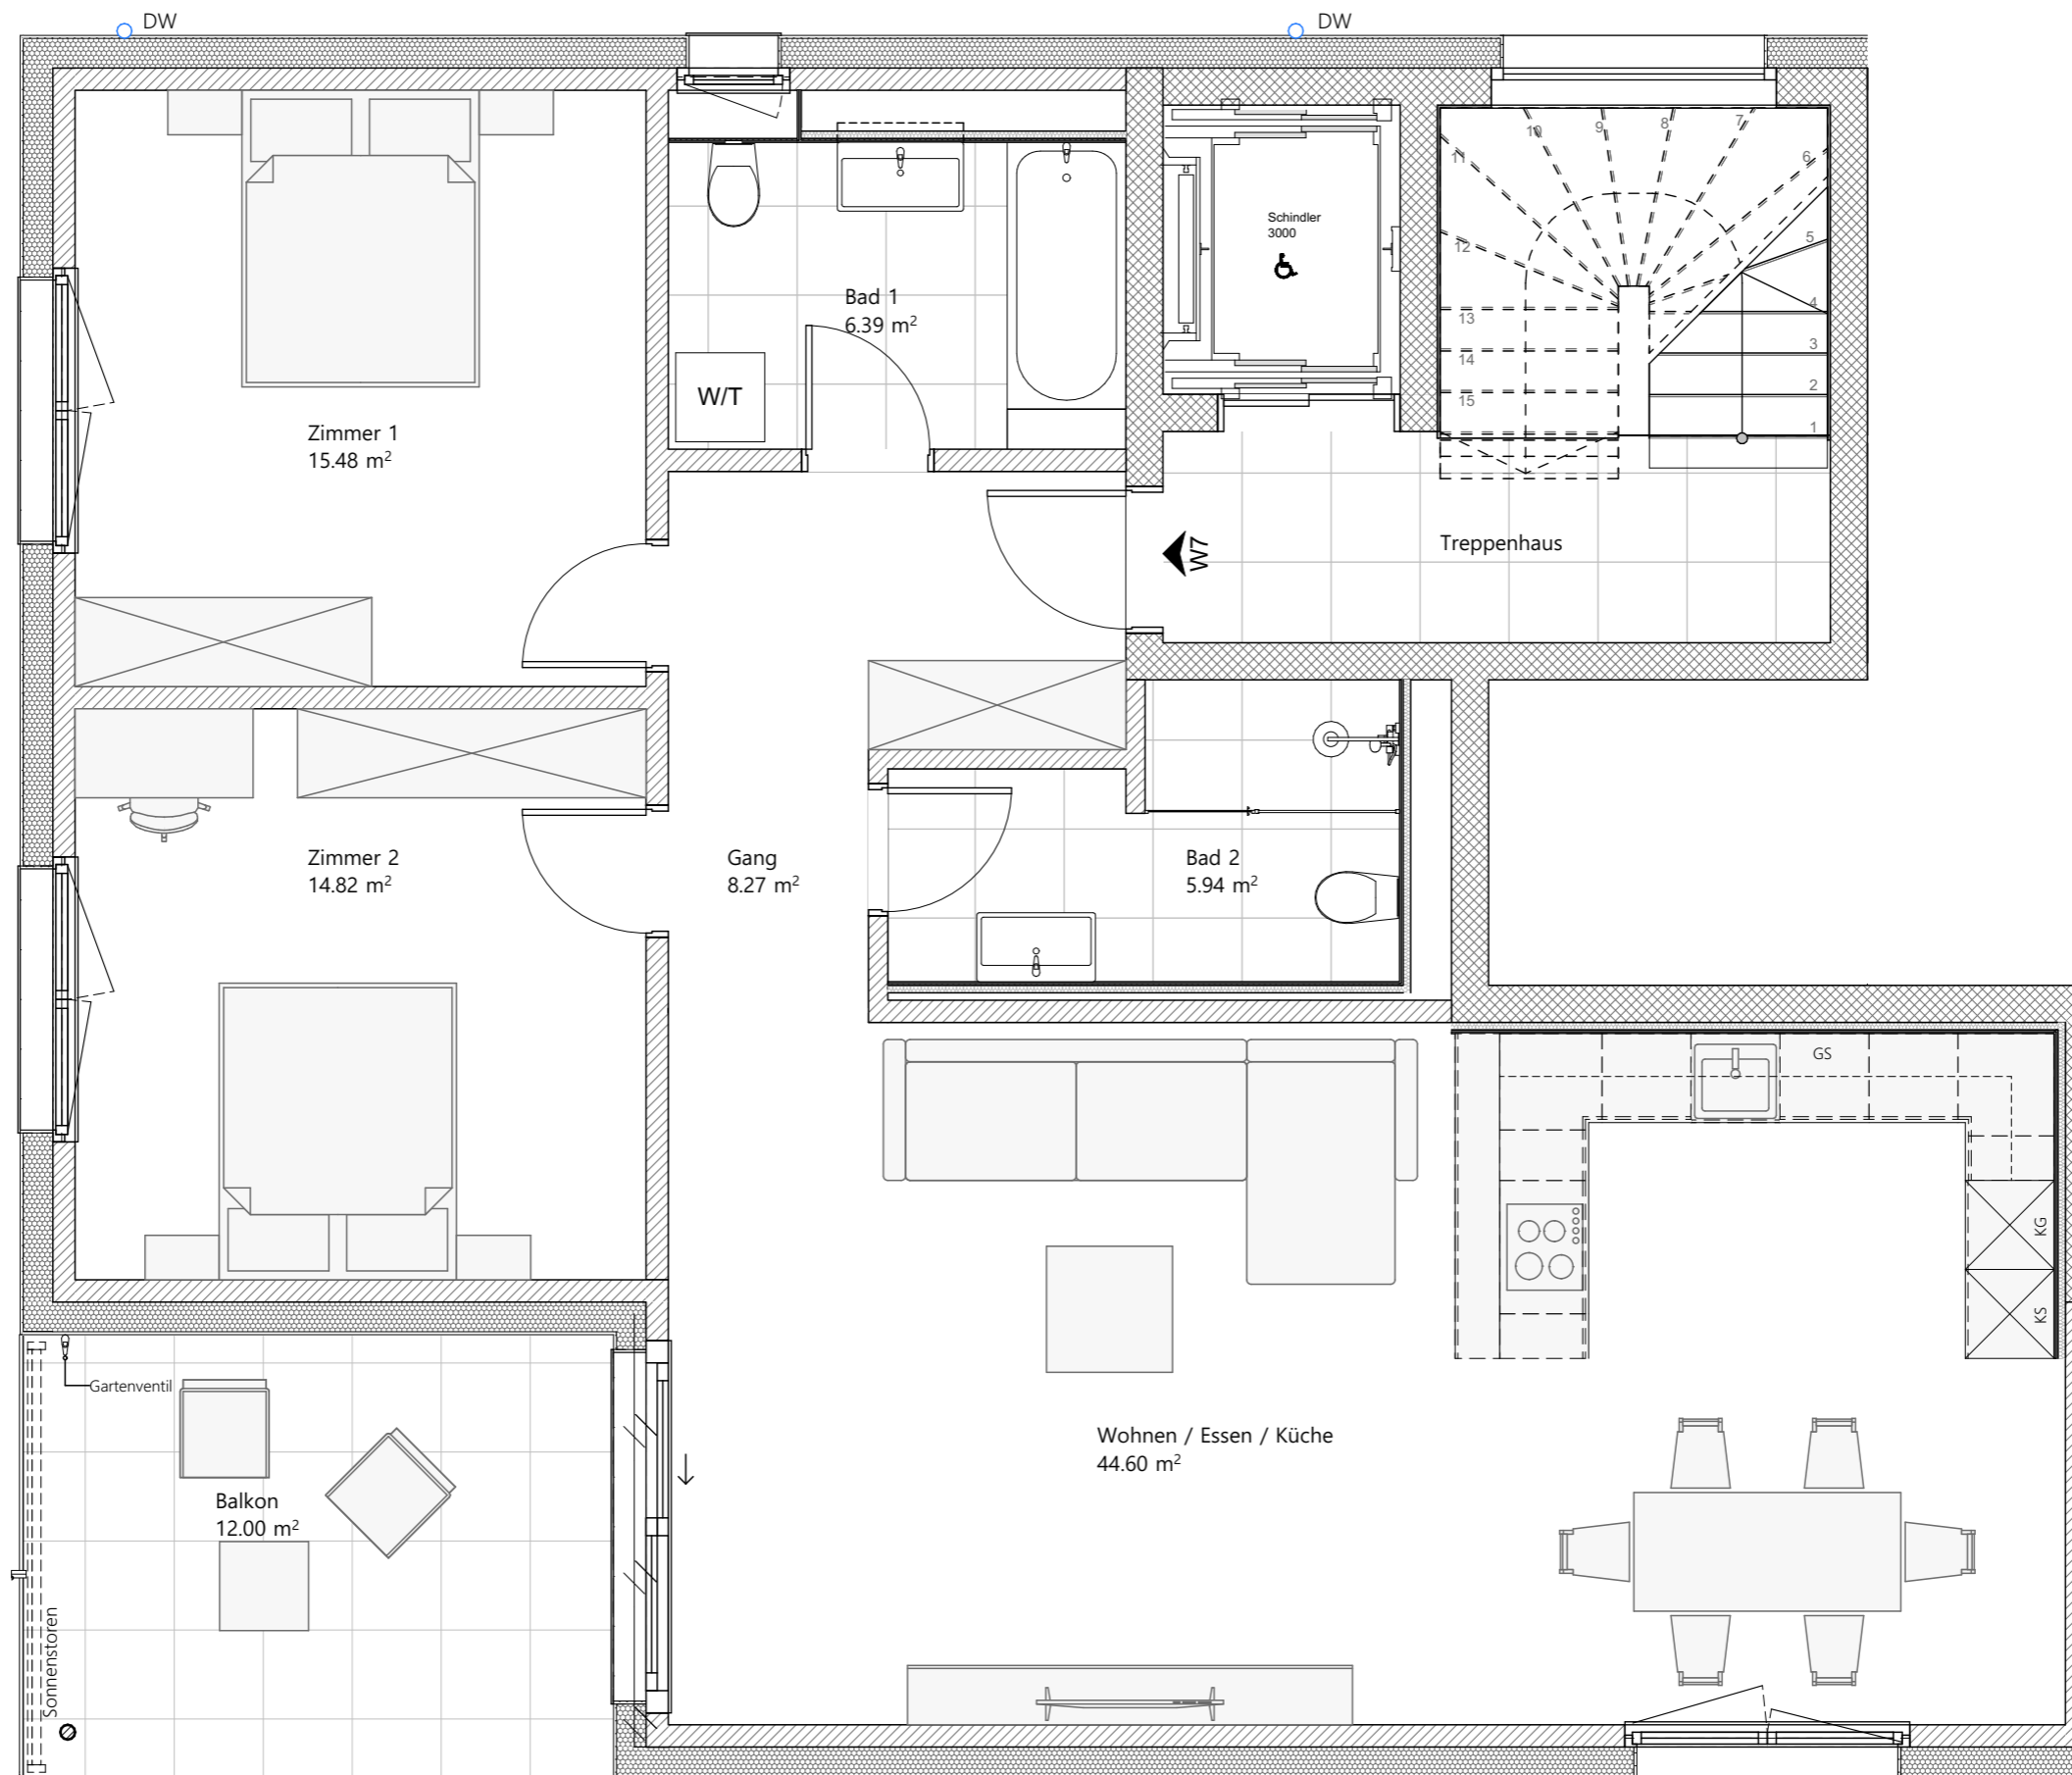 DW
DW
10
9
8
7
11
6
12
5
4
13
3
14
2
15
1
Schindler
3000
Bad 1
6.39 m²
W/T
Zimmer 1
15.48 m²
W7
Treppenhaus
Zimmer 2
14.82 m²
Gang
8.27 m²
Bad 2
5.94 m²
GS
KG
KS
Gartenventil
Wohnen / Essen / Küche
44.60 m²
Balkon
12.00 m²
Sonnenstoren